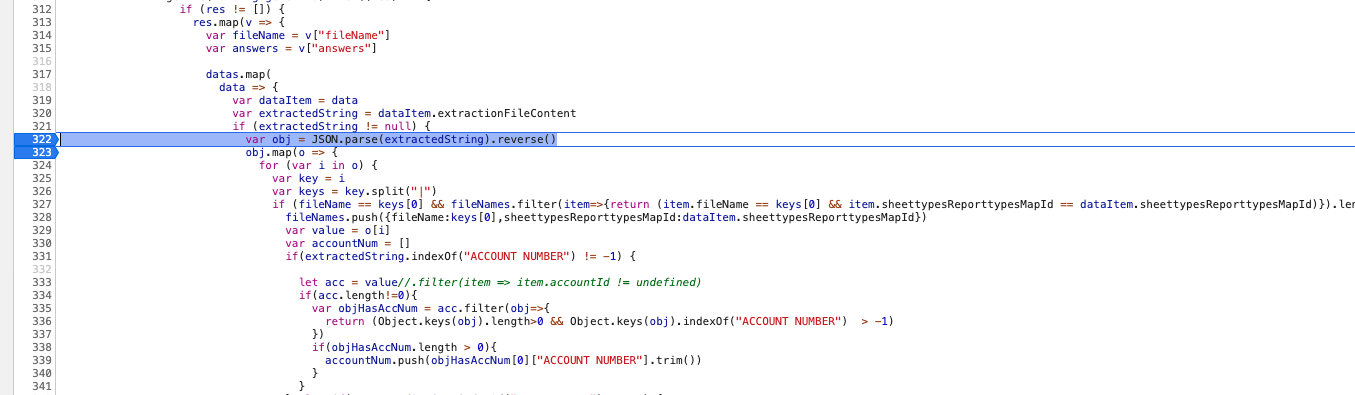 312 if (res != []) {
313 res.map(v => {
314 var fileName = v["fileName"]
315 var answers = v["answers"]
316
317 datas.map(
318 data => {
319 var dataItem = data
320 var extractedString = dataItem.extractionFileContent
321 if (extractedString != null) {
322 var obj = JSON.parse(extractedString).reverse()
323 obj.map(o => {
324 for (var i in o) {
325 var key = i
326 var keys = key.split("|")
327 if (fileName == keys[0] && fileNames.filter(item=>{return (item.fileName == keys[0] && item.sheettypesReporttypesMapId == dataItem.sheettypesReporttypesMapId)}).len
328 fileNames.push({fileName:keys[0],sheettypesReporttypesMapId:dataItem.sheettypesReporttypesMapId})
329 var value = o[i]
330 var accountNum = []
331 if(extractedString.indexOf("ACCOUNT NUMBER") != -1) {
332
333 let acc = value//.filter(item => item.accountId != undefined)
334 if(acc.length!=0){
335 var objHasAccNum = acc.filter(obj=>{
336 return (Object.keys(obj).length>0 && Object.keys(obj).indexOf("ACCOUNT NUMBER")  > -1)
337 })
338 if(objHasAccNum.length > 0){
339 accountNum.push(objHasAccNum[0]["ACCOUNT NUMBER"].trim())
340 }
341 }